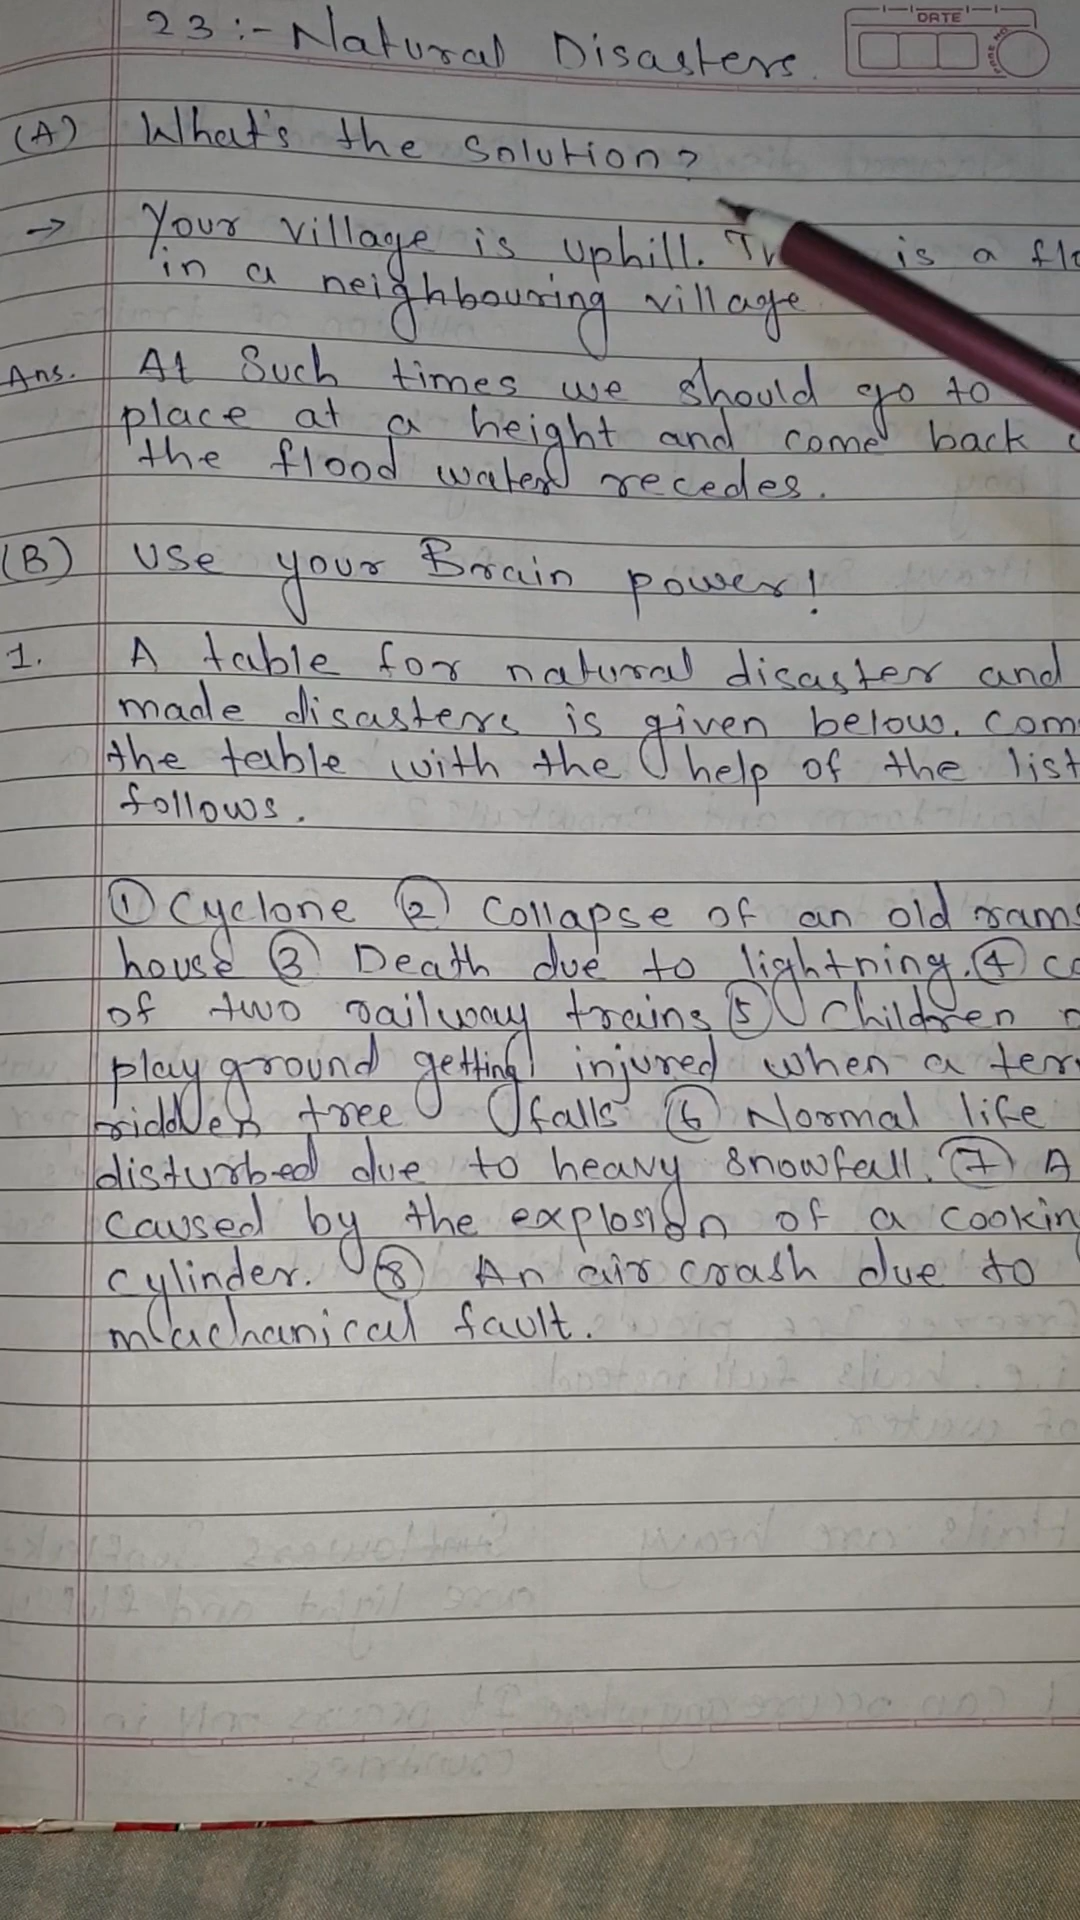 23:- Natural Disasters.
DATE
PAGE NO
(A) What's the solution?
→ Your village is uphill. is a
in a neighbouring village
Ans. At Such times we should go to
place at a height and come back
the flood water recedes.
(B) Use your Brain power!
1. A table for natural disaster and
made disasters is given below.
the table with the help of the list
follows.
① Cyclone ② Collapse of an old
house ③ Death due to lightning. ④
of two railway trains ⑤ Children
playground getting injured when a
ridden tree falls ⑥ Normal life
disturbed due to heavy snowfall. ⑦ A
caused by the explosion of a
cylinder. ⑧ An air crash due to
machanical fault.